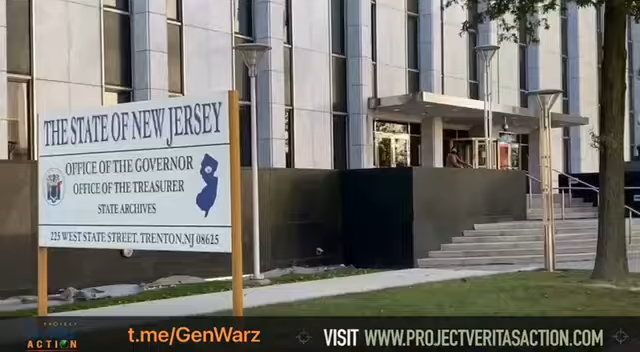 THE STATE OF NEW JERSEY
OFFICE OF THE GOVERNOR
OFFICE OF THE TREASURER
STATE ARCHIVES
225 WEST STATE STREET, TRENTON, NJ 08625
PROJECT
ACTION
t.me/GenWarz
VISIT WWW.PROJECTVERITASACTION.COM